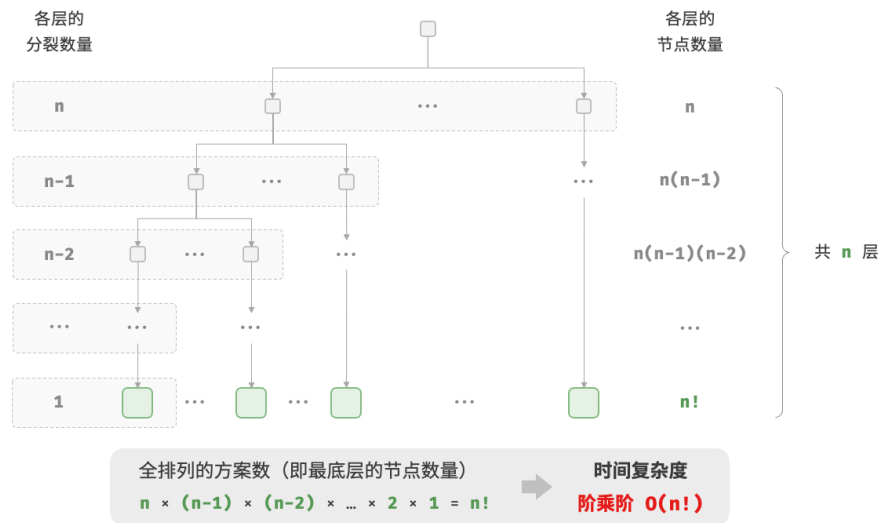 各层的
分裂数量
各层的
节点数量
n
···
n
n-1
···
···
n(n-1)
n-2
···
···
n(n-1)(n-2)
共 n 层
···
···
···
···
1
···
···
···
n!
全排列的方案数（即最底层的节点数量）
n × (n-1) × (n-2) × … × 2 × 1 = n!
时间复杂度
阶乘阶 O(n!)